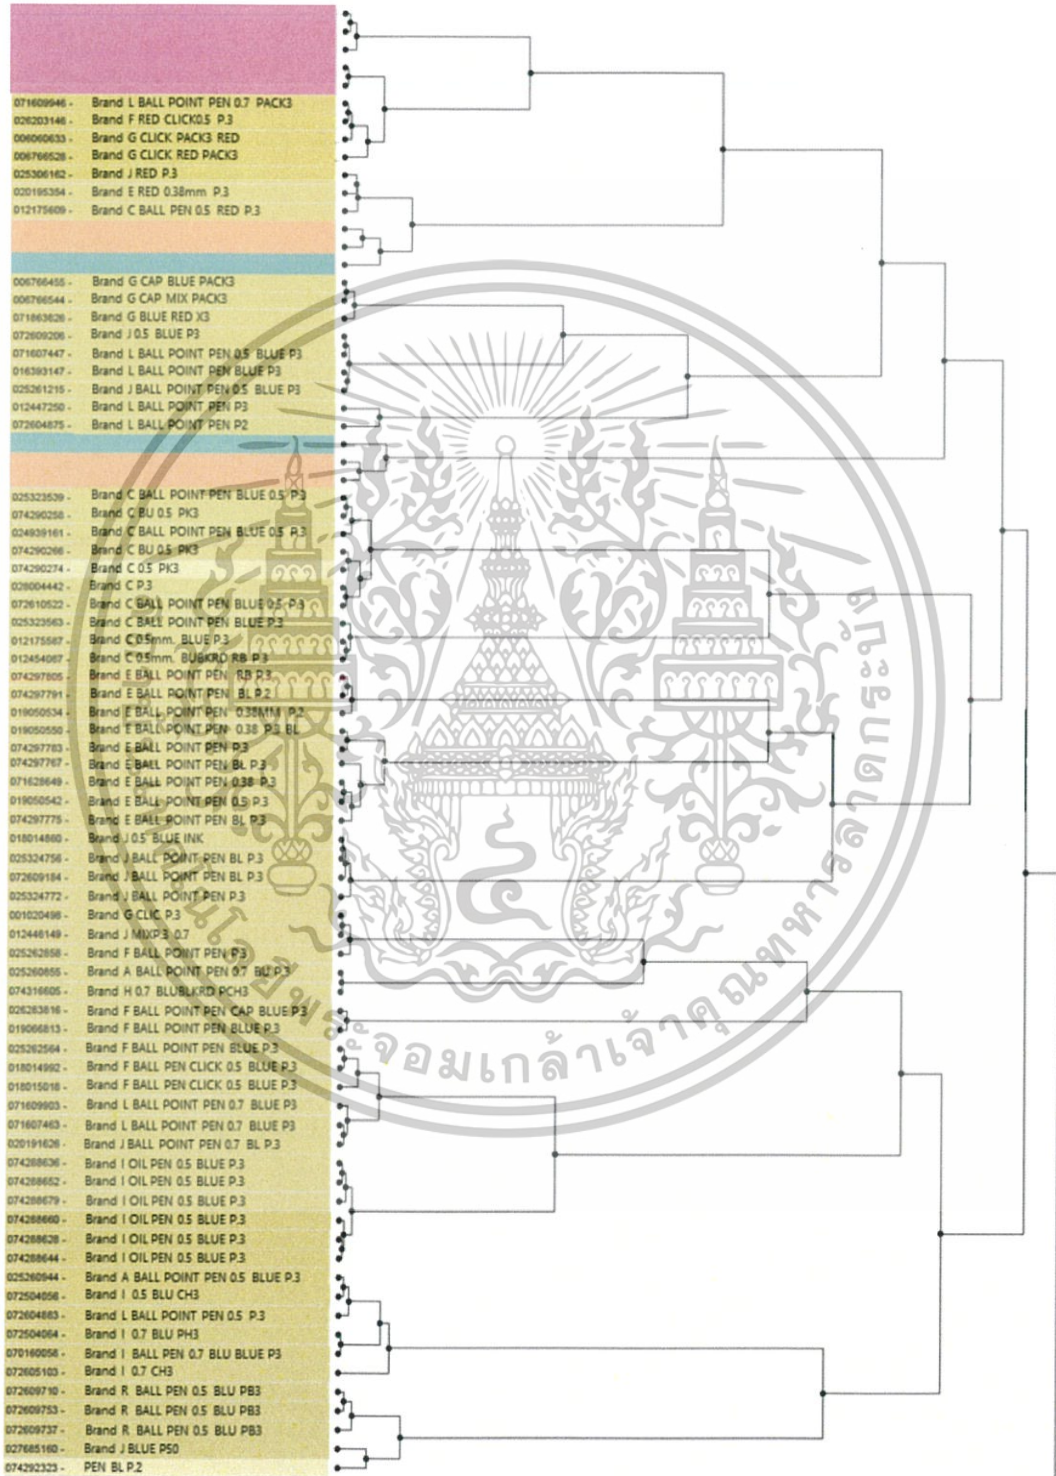 071609946 - Brand L BALL POINT PEN 0.7 PACK3
026203146 - Brand F RED CLICK0.5 P.3
006060633 - Brand G CLICK PACK3 RED
006766528 - Brand G CLICK RED PACK3
025306162 - Brand J RED P.3
020195354 - Brand E RED 0.38mm P.3
012175609 - Brand C BALL PEN 0.5 RED P.3
006766455 - Brand G CAP BLUE PACK3
006766544 - Brand G CAP MIX PACK3
071863626 - Brand G BLUE RED X3
072609206 - Brand J 0.5 BLUE P3
071607447 - Brand L BALL POINT PEN 0.5 BLUE P3
016393147 - Brand L BALL POINT PEN BLUE P3
025261215 - Brand J BALL POINT PEN 0.5 BLUE P3
012447250 - Brand L BALL POINT PEN P3
072604875 - Brand L BALL POINT PEN P2
025323539 - Brand C BALL POINT PEN BLUE 0.5 P.3
074290258 - Brand C BU 0.5 PK3
024939161 - Brand C BALL POINT PEN BLUE 0.5 P.3
074290266 - Brand C BU 0.5 PK3
074290274 - Brand C 0.5 PK3
028004442 - Brand C P.3
072610522 - Brand C BALL POINT PEN BLUE 0.5 P.3
025323563 - Brand C BALL POINT PEN BLUE P.3
012175587 - Brand C 0.5mm. BLUE P.3
012454087 - Brand C 0.5mm. BUBKRD RB P.3
074297805 - Brand E BALL POINT PEN RB P.3
074297791 - Brand E BALL POINT PEN BL P.2
019050534 - Brand E BALL POINT PEN 0.38MM P.2
019050550 - Brand E BALL POINT PEN 0.38 P.3 BL
074297783 - Brand E BALL POINT PEN P.3
074297767 - Brand E BALL POINT PEN BL P.3
071628649 - Brand E BALL POINT PEN 0.38 P.3
019050542 - Brand E BALL POINT PEN 0.5 P.3
074297775 - Brand E BALL POINT PEN BL P.3
018014860 - Brand J 0.5 BLUE INK
025324756 - Brand J BALL POINT PEN BL P.3
072609184 - Brand J BALL POINT PEN BL P.3
025324772 - Brand J BALL POINT PEN P.3
001020498 - Brand G CLIC P.3
012446149 - Brand J MIXP.3 0.7
025262858 - Brand F BALL POINT PEN P.3
025260855 - Brand A BALL POINT PEN 0.7 BU P.3
074316605 - Brand H 0.7 BLUBLKRD PCH3
026283816 - Brand F BALL POINT PEN CAP BLUE P.3
019066813 - Brand F BALL POINT PEN BLUE P.3
025262564 - Brand F BALL POINT PEN BLUE P.3
018014992 - Brand F BALL PEN CLICK 0.5 BLUE P.3
018015018 - Brand F BALL PEN CLICK 0.5 BLUE P.3
071609903 - Brand L BALL POINT PEN 0.7 BLUE P3
071607463 - Brand L BALL POINT PEN 0.7 BLUE P3
020191626 - Brand J BALL POINT PEN 0.7 BL P.3
074288636 - Brand I OIL PEN 0.5 BLUE P.3
074288652 - Brand I OIL PEN 0.5 BLUE P.3
074288679 - Brand I OIL PEN 0.5 BLUE P.3
074288660 - Brand I OIL PEN 0.5 BLUE P.3
074288628 - Brand I OIL PEN 0.5 BLUE P.3
074288644 - Brand I OIL PEN 0.5 BLUE P.3
025260944 - Brand A BALL POINT PEN 0.5 BLUE P.3
072504056 - Brand I 0.5 BLU CH3
072604883 - Brand L BALL POINT PEN 0.5 P.3
072504064 - Brand I 0.7 BLU PH3
070160058 - Brand I BALL PEN 0.7 BLU BLUE P3
072605103 - Brand I 0.7 CH3
072609710 - Brand R BALL PEN 0.5 BLU PB3
072609753 - Brand R BALL PEN 0.5 BLU PB3
072609737 - Brand R BALL PEN 0.5 BLU PB3
027685160 - Brand J BLUE P50
074292323 - PEN BL P.2
พระจอมเกล้าเจ้าคุณทหารลาดกระบัง